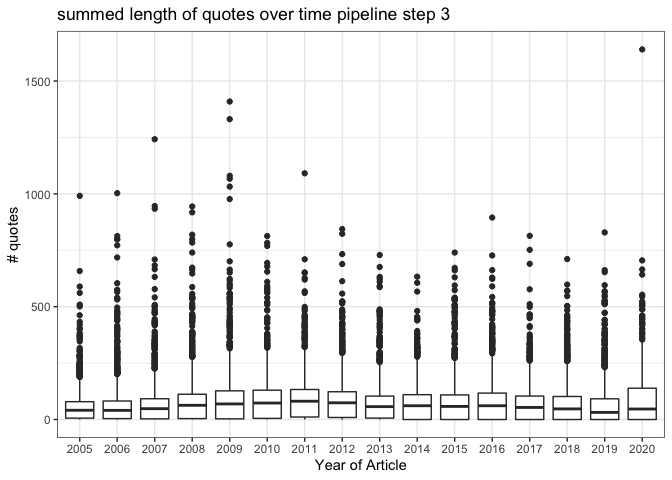 summed length of quotes over time pipeline step 3
# quotes
1500
1000
500
0
2005 2006 2007 2008 2009 2010 2011 2012 2013 2014 2015 2016 2017 2018 2019 2020
Year of Article